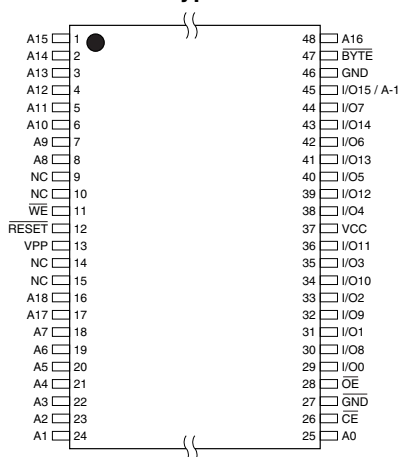 A15 1 48 A16
A14 2 47 BYTE
A13 3 46 GND
A12 4 45 I/O15 / A-1
A11 5 44 I/O7
A10 6 43 I/O14
A9 7 42 I/O6
A8 8 41 I/O13
NC 9 40 I/O5
NC 10 39 I/O12
WE 11 38 I/O4
RESET 12 37 VCC
VPP 13 36 I/O11
NC 14 35 I/O3
NC 15 34 I/O10
A18 16 33 I/O2
A17 17 32 I/O9
A7 18 31 I/O1
A6 19 30 I/O8
A5 20 29 I/O0
A4 21 28 OE
A3 22 27 GND
A2 23 26 CE
A1 24 25 A0